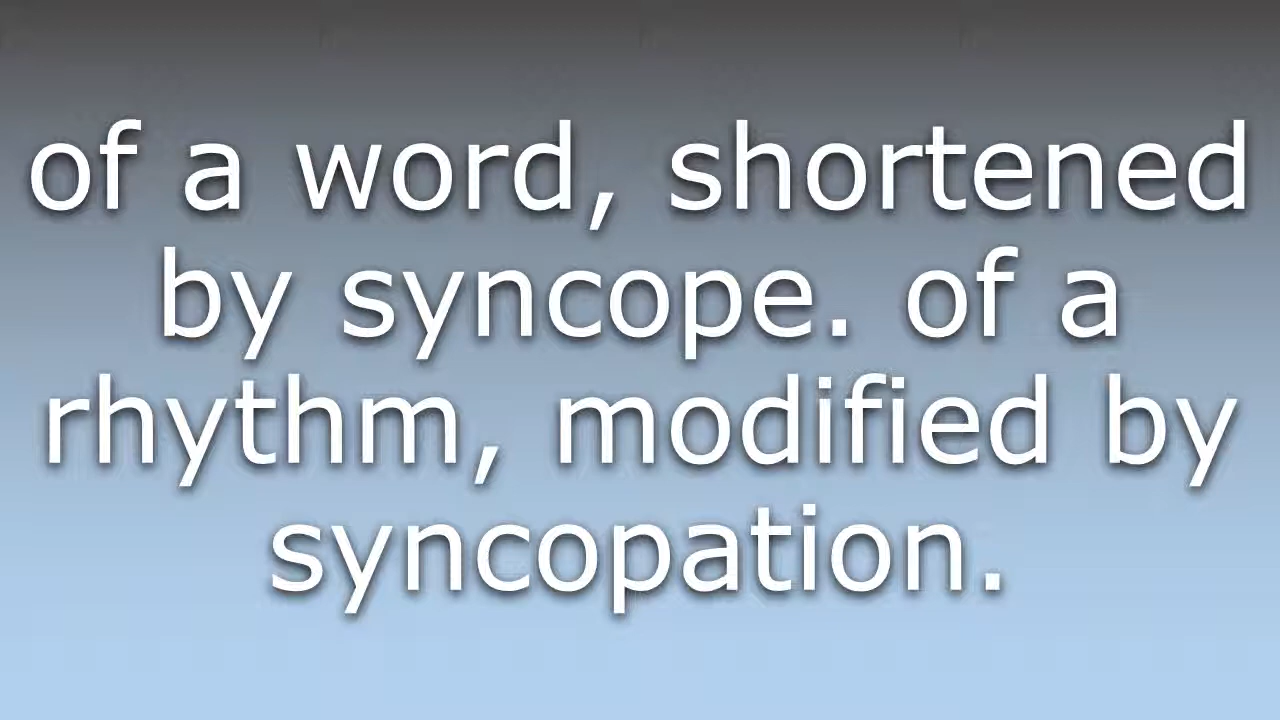 of a word, shortened
by syncope. of a
rhythm, modified by
syncopation.